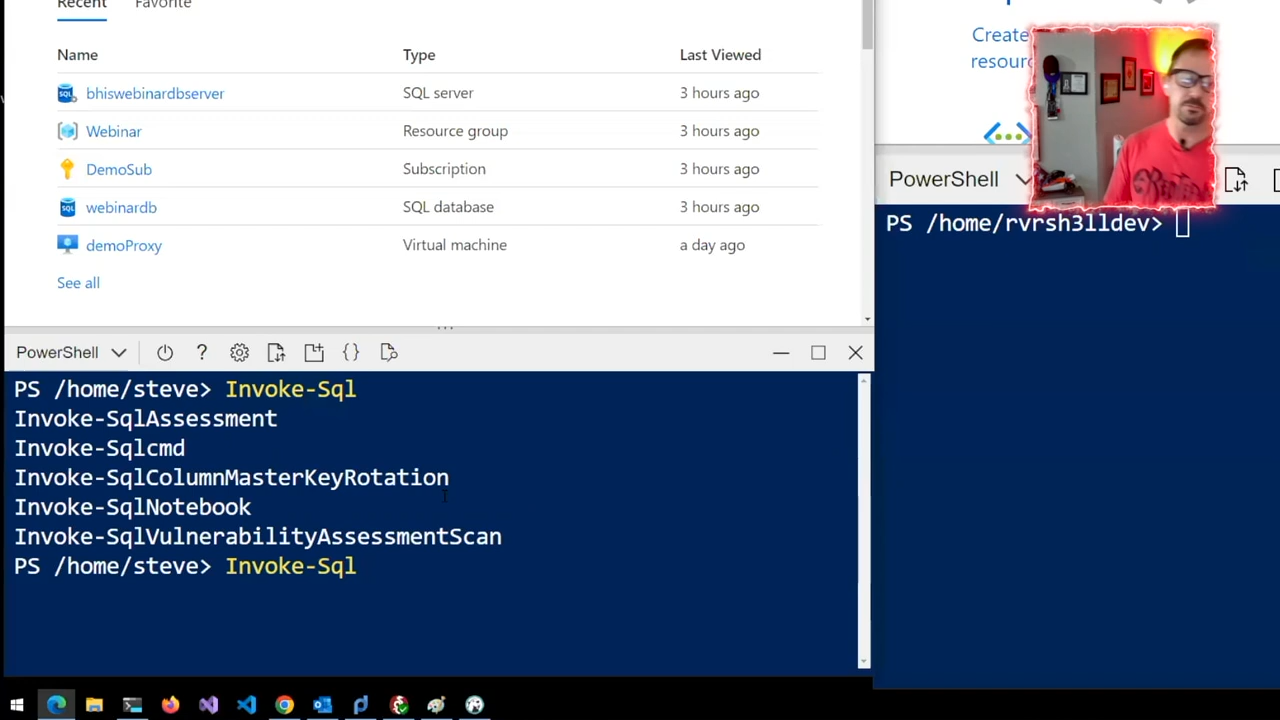 Recent Favorite
Name Type Last Viewed
bhiswebinardbserver SQL server 3 hours ago
Webinar Resource group 3 hours ago
DemoSub Subscription 3 hours ago
webinardb SQL database 3 hours ago
demoProxy Virtual machine a day ago
See all
PowerShell
PS /home/steve> Invoke-Sql
Invoke-SqlAssessment
Invoke-Sqlcmd
Invoke-SqlColumnMasterKeyRotation
Invoke-SqlNotebook
Invoke-SqlVulnerabilityAssessmentScan
PS /home/steve> Invoke-Sql
Create
PowerShell
PS /home/rvrsh3lldev>